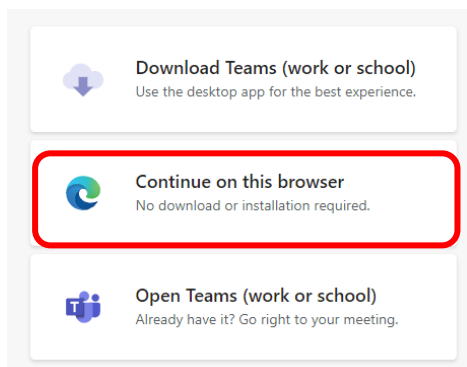 Download Teams (work or school)
Use the desktop app for the best experience.
Continue on this browser
No download or installation required.
Open Teams (work or school)
Already have it? Go right to your meeting.